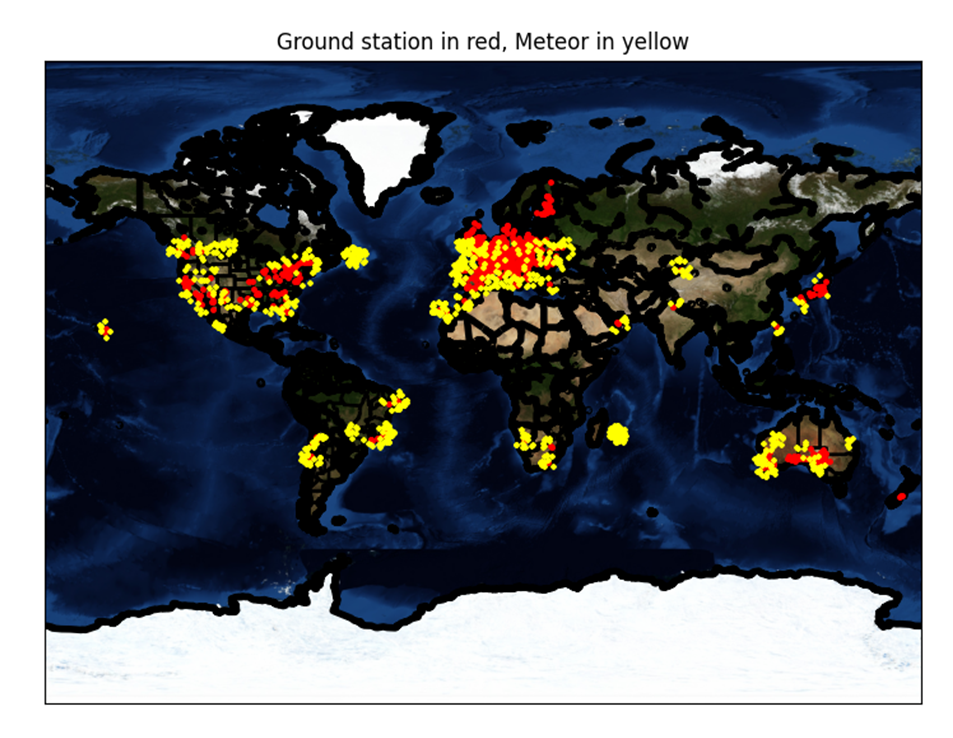 Ground station in red, Meteor in yellow